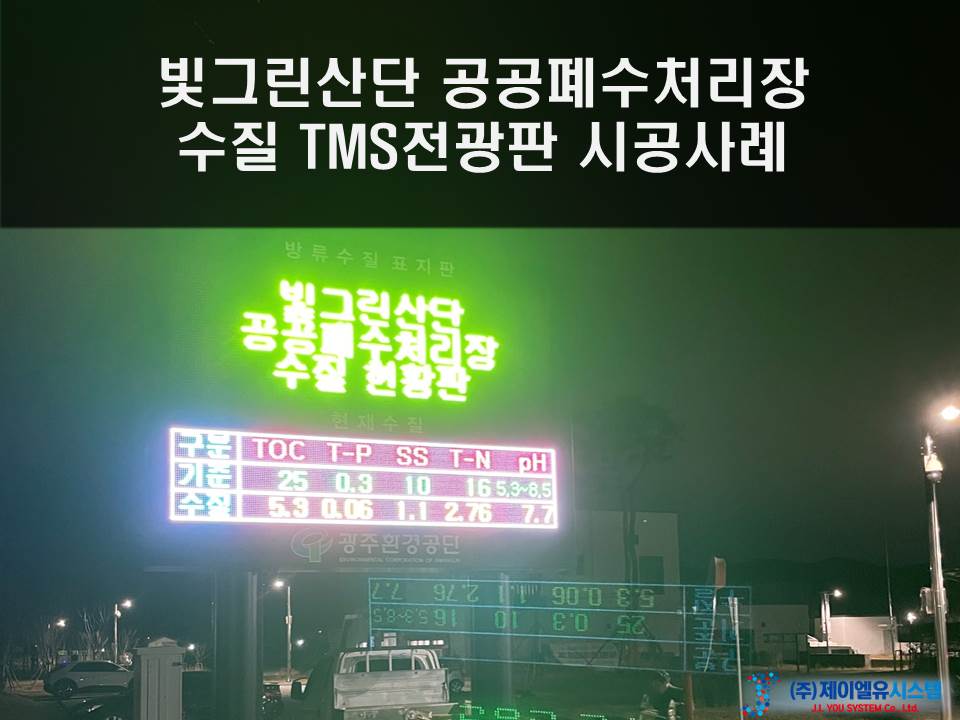 빛그린산단 공공폐수처리장
수질 TMS전광판 시공사례
방류수질 표지판
빛그린산단
공공폐수처리장
수질 현황판
현재수질
구분 TOC T-P SS T-N pH
기준 25 0.3 10 16 5.3~8.5
수질 5.3 0.06 1.1 2.76 7.7
광주환경공단
ENVIRONMENTAL CORPORATION OF GWANGJU
(주)제이엘유시스템
J.L YOU SYSTEM Co., Ltd.